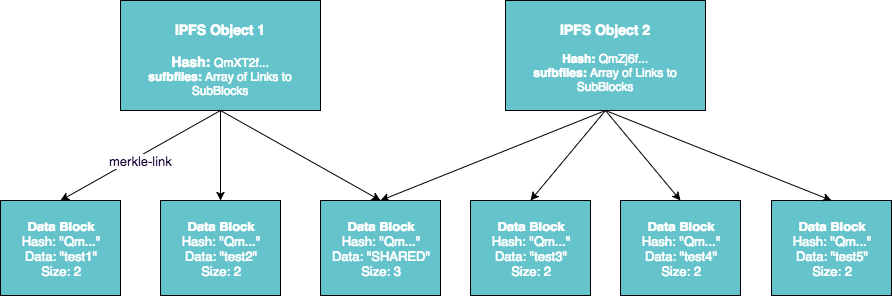 IPFS Object 1
Hash: QmXT2f...
sufbfiles: Array of Links to
SubBlocks
IPFS Object 2
Hash: QmZj6f...
sufbfiles: Array of Links to
SubBlocks
merkle-link
Data Block
Hash: "Qm..."
Data: "test1"
Size: 2
Data Block
Hash: "Qm..."
Data: "test2"
Size: 2
Data Block
Hash: "Qm..."
Data: "SHARED"
Size: 3
Data Block
Hash: "Qm..."
Data: "test3"
Size: 2
Data Block
Hash: "Qm..."
Data: "test4"
Size: 2
Data Block
Hash: "Qm..."
Data: "test5"
Size: 2